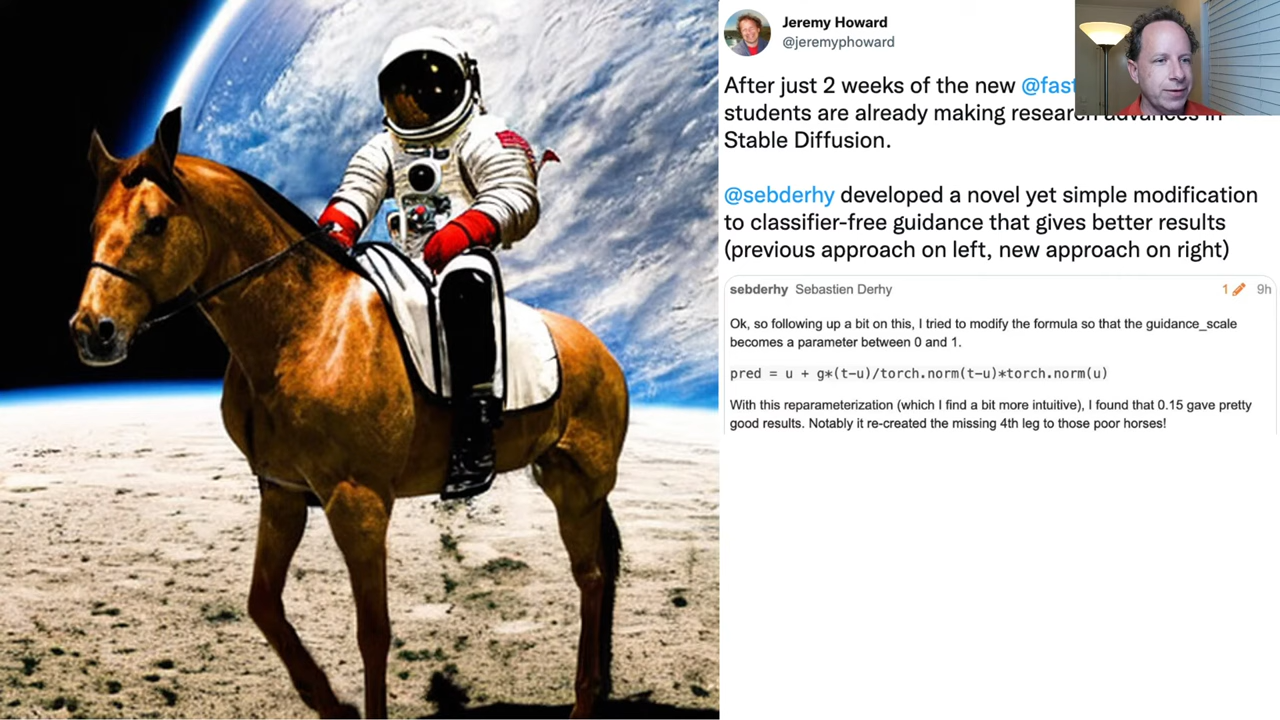 Jeremy Howard
@jeremyphoward
After just 2 weeks of the new @fast
students are already making research advances in
Stable Diffusion.
@sebderhy developed a novel yet simple modification
to classifier-free guidance that gives better results
(previous approach on left, new approach on right)
sebderhy Sebastien Derhy 1 9h
Ok, so following up a bit on this, I tried to modify the formula so that the guidance_scale
becomes a parameter between 0 and 1.
pred = u + g*(t-u)/torch.norm(t-u)*torch.norm(u)
With this reparameterization (which I find a bit more intuitive), I found that 0.15 gave pretty
good results. Notably it re-created the missing 4th leg to those poor horses!